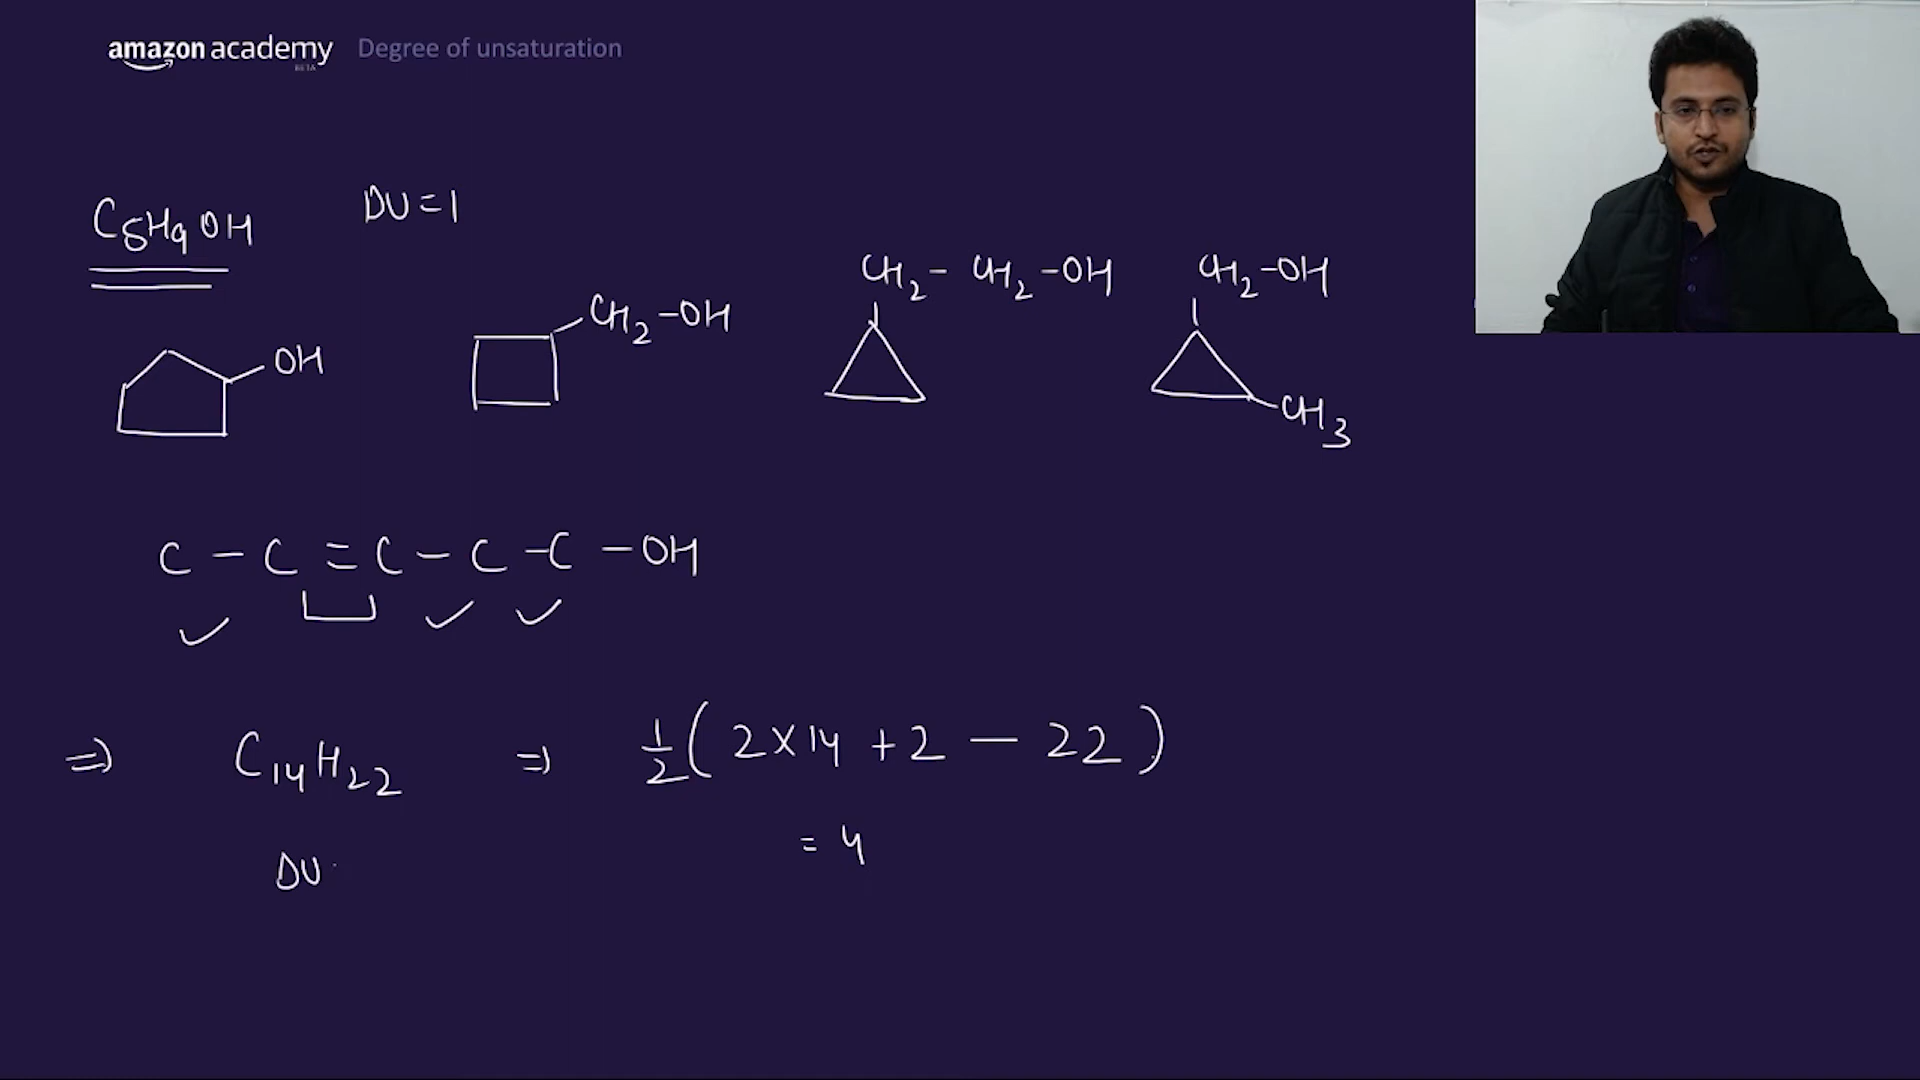 amazon academy Degree of unsaturation
BETA
C5H9OH DU=1
OH
CH2-OH
CH2-CH2-OH
CH2-OH
CH3
C-C=C-C-C-OH
⇒ C14H22 ⇒ 1/2(2×14+2-22)
DU = 4